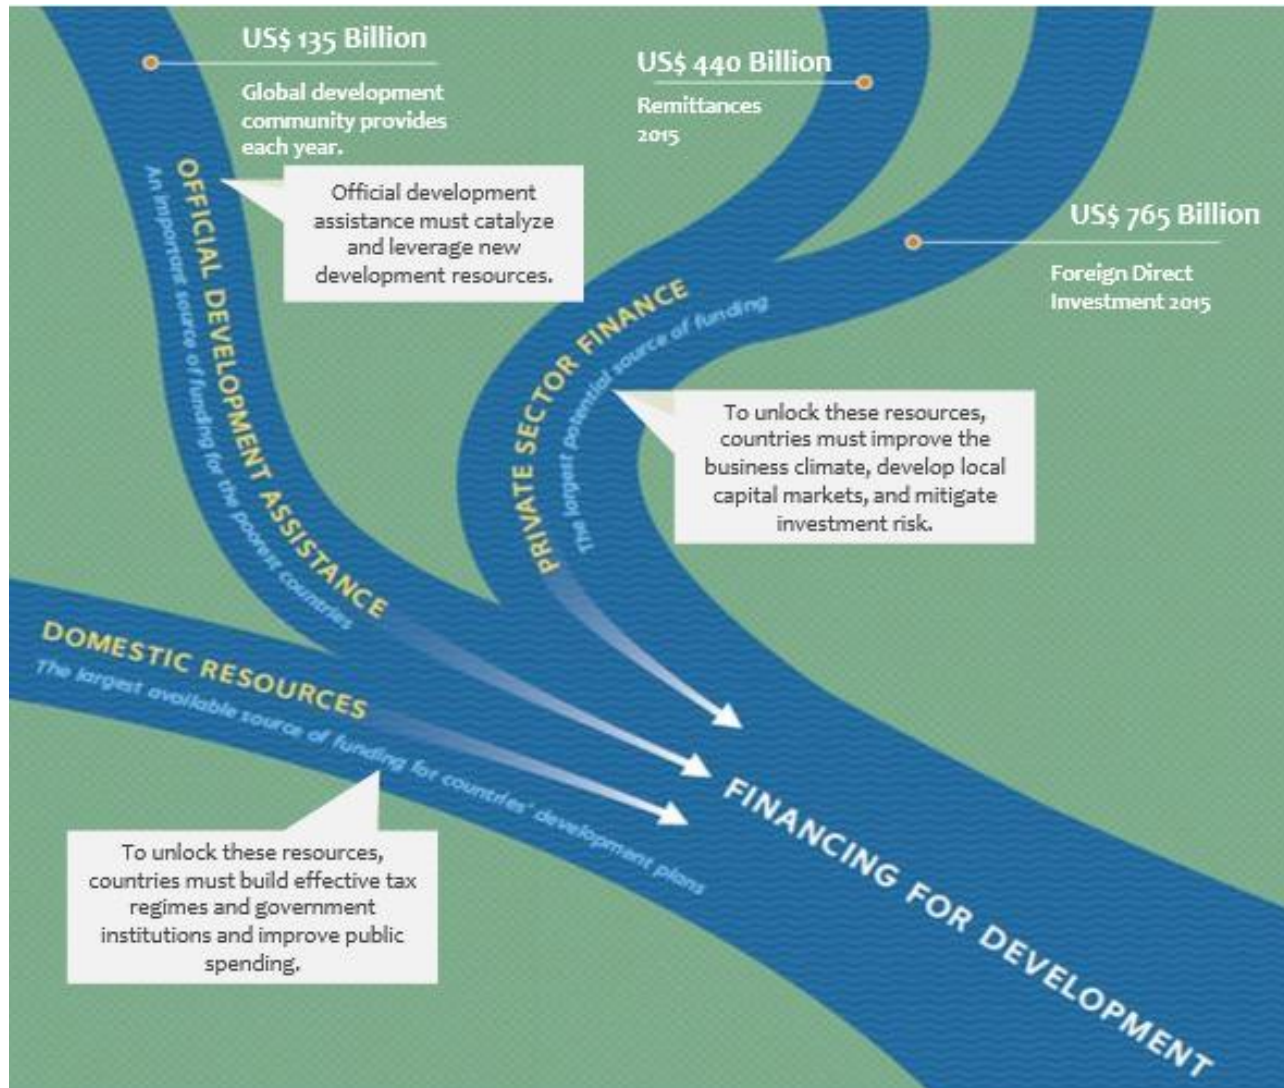 US$ 135 Billion
Global development
community provides
each year.
US$ 440 Billion
Remittances
2015
US$ 765 Billion
Foreign Direct
Investment 2015
OFFICIAL DEVELOPMENT ASSISTANCE
An important source of funding for the poorest countries
Official development
assistance must catalyze
and leverage new
development resources.
PRIVATE SECTOR FINANCE
The largest potential source of funding
To unlock these resources,
countries must improve the
business climate, develop local
capital markets, and mitigate
investment risk.
DOMESTIC RESOURCES
The largest available source of funding for countries' development plans
To unlock these resources,
countries must build effective tax
regimes and government
institutions and improve public
spending.
FINANCING FOR DEVELOPMENT